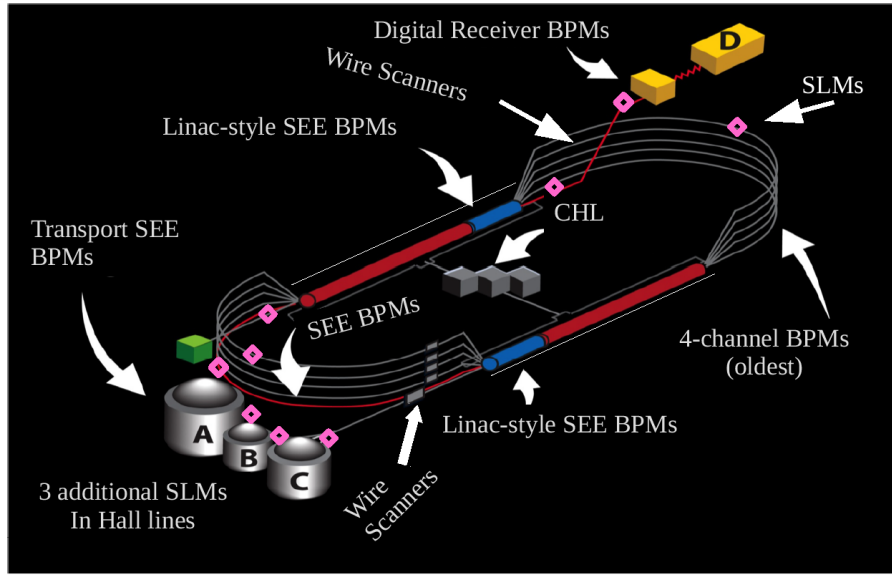 Digital Receiver BPMs
D
Wire Scanners
SLMs
Linac-style SEE BPMs
CHL
Transport SEE
BPMs
SEE BPMs
4-channel BPMs
(oldest)
Linac-style SEE BPMs
A
B
C
3 additional SLMs
In Hall lines
Wire
Scanners